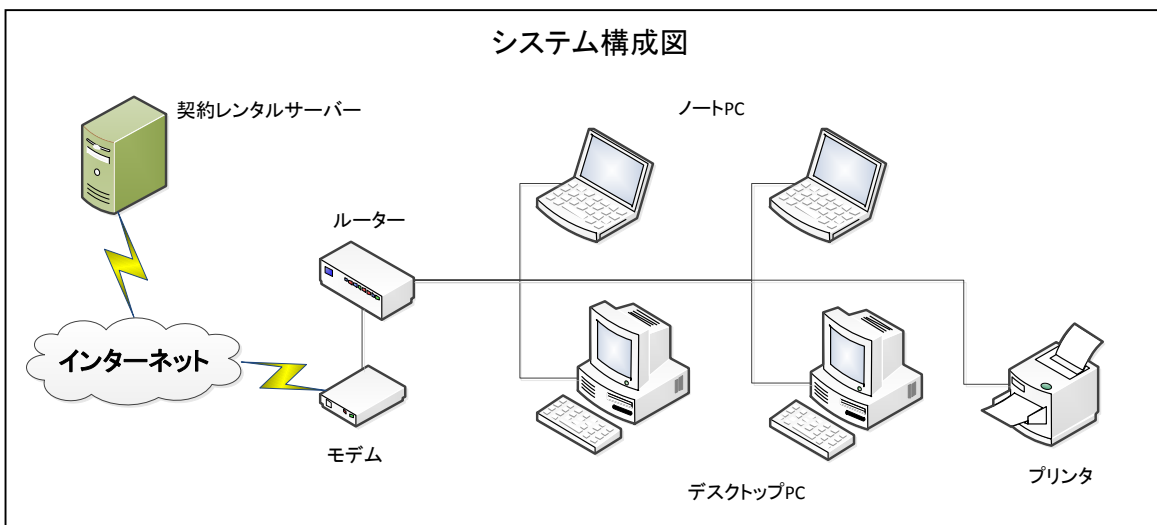 システム構成図
契約レンタルサーバー
ノートPC
ルーター
インターネット
モデム
デスクトップPC
プリンタ